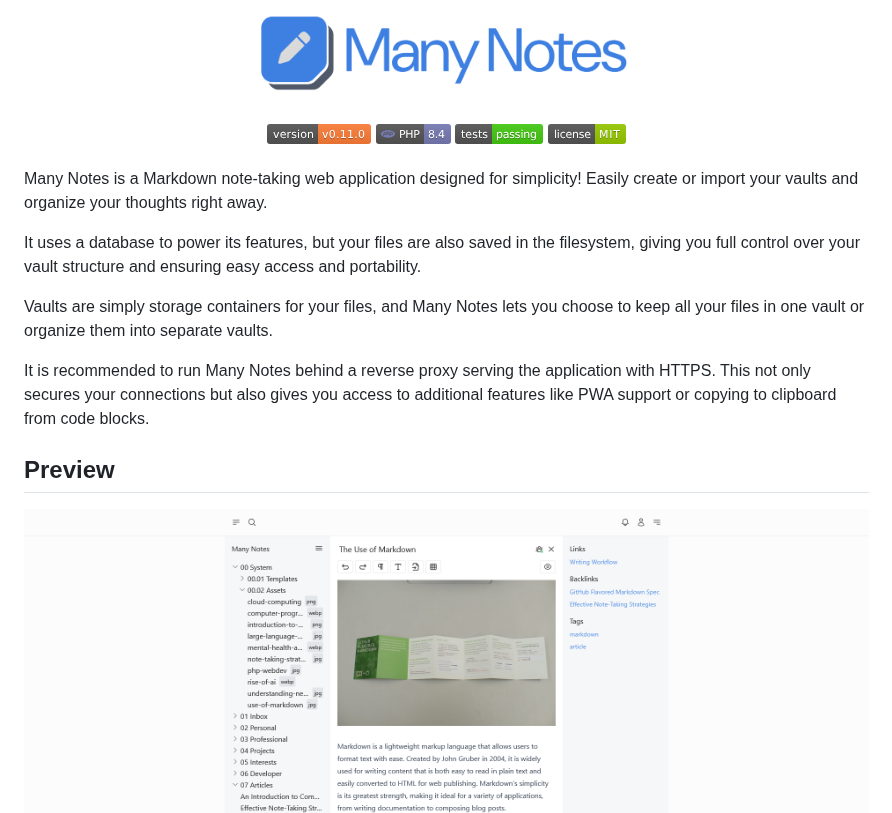 Many Notes
version v0.11.0 PHP 8.4 tests passing license MIT
Many Notes is a Markdown note-taking web application designed for simplicity! Easily create or import your vaults and
organize your thoughts right away.
It uses a database to power its features, but your files are also saved in the filesystem, giving you full control over your
vault structure and ensuring easy access and portability.
Vaults are simply storage containers for your files, and Many Notes lets you choose to keep all your files in one vault or
organize them into separate vaults.
It is recommended to run Many Notes behind a reverse proxy serving the application with HTTPS. This not only
secures your connections but also gives you access to additional features like PWA support or copying to clipboard
from code blocks.
Preview
Many Notes
00 System
00.01 Templates
00.02 Assets
cloud-computing png
computer-progr... webp
introduction-to-... png
large-language-... jpg
mental-health-a... webp
note-taking-strat... jpg
php-webdev jpg
rise-of-ai webp
understanding-ne... jpg
use-of-markdown jpg
01 Inbox
02 Personal
03 Professional
04 Projects
05 Interests
06 Developer
07 Articles
An Introduction to Com...
Effective Note-Taking Str...
The Use of Markdown
Markdown is a lightweight markup language that allows users to
format text with ease. Created by John Gruber in 2004, it is widely
used for writing content that is both easy to read in plain text and
easily converted to HTML for web publishing. Markdown's simplicity
is its greatest strength, making it ideal for a variety of applications,
from writing documentation to composing blog posts.
Links
Writing Workflow
Backlinks
GitHub Flavored Markdown Spec
Effective Note-Taking Strategies
Tags
markdown
article